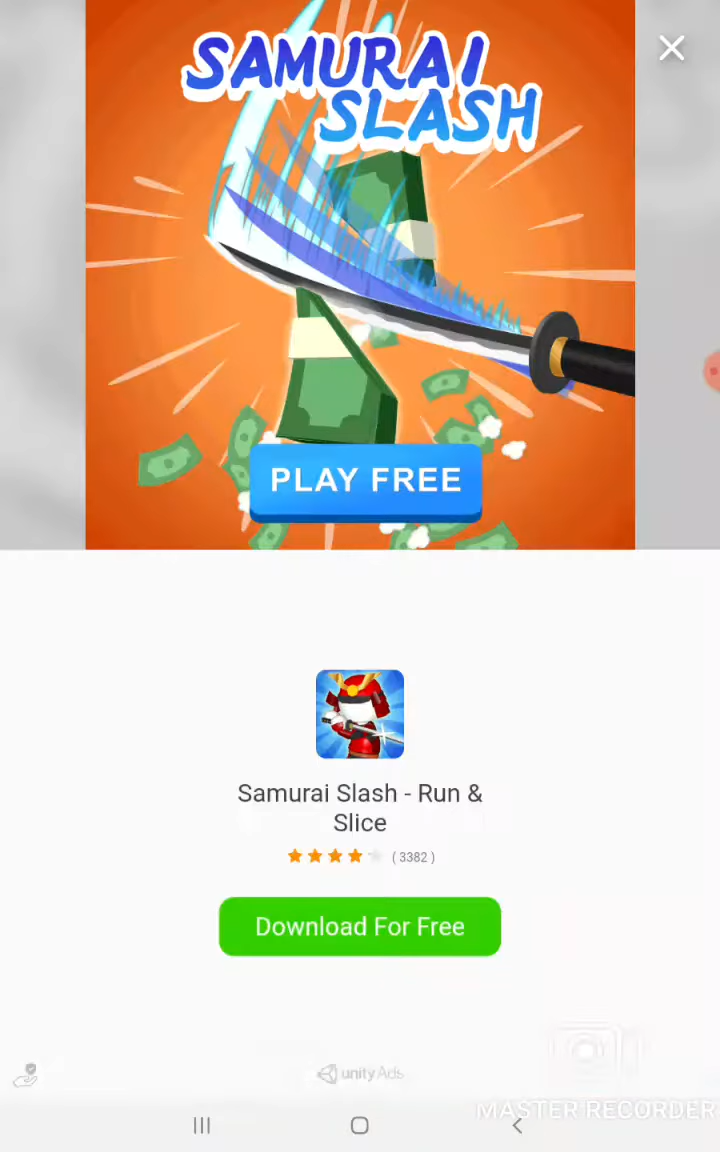 SAMURAI
SLASH
PLAY FREE
Samurai Slash - Run &
Slice
( 3382 )
Download For Free
unity Ads
MASTER RECORDER